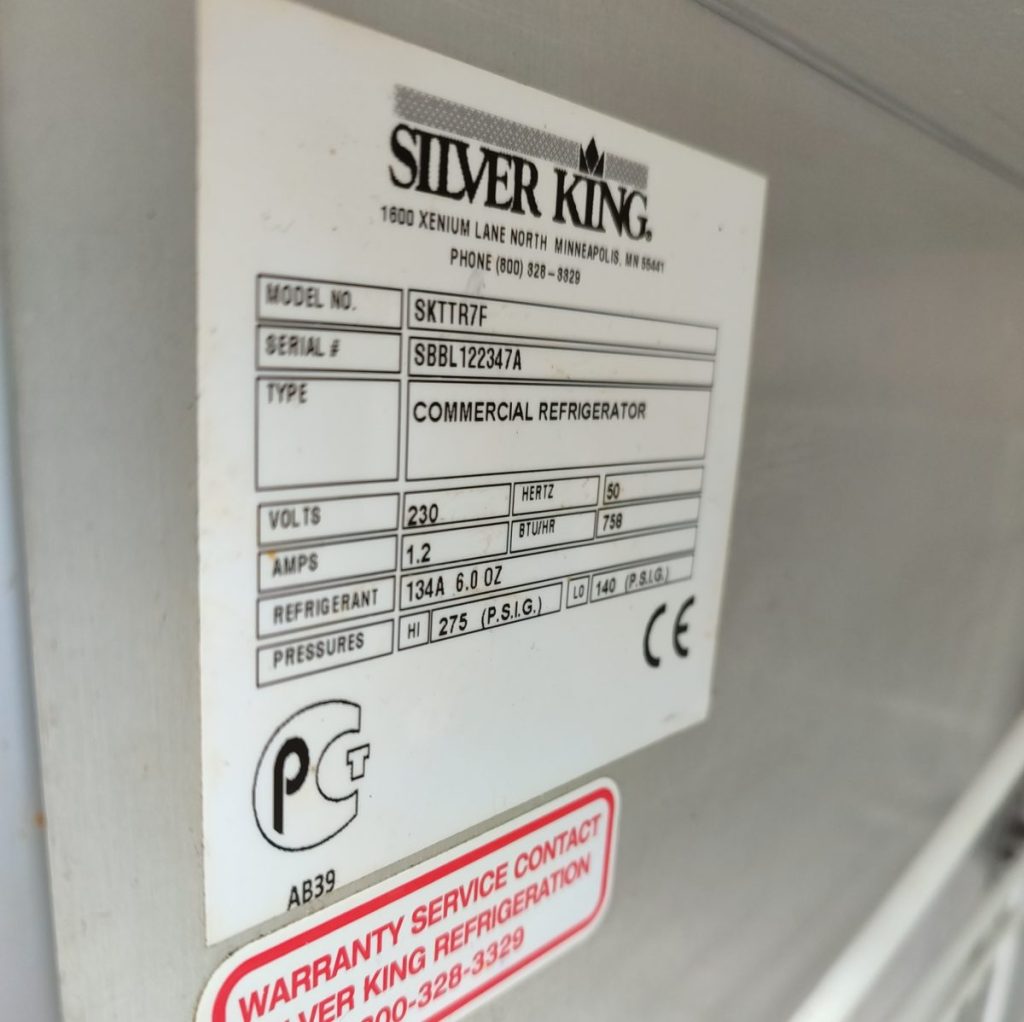 SILVER KING.
1600 XENIUM LANE NORTH MINNEAPOLIS, MN 55441
PHONE (800) 328-3329
MODEL NO. SKTTR7F
SERIAL # SBBL122347A
TYPE COMMERCIAL REFRIGERATOR
VOLTS 230 HERTZ 50
AMPS 1.2 BTU/HR 758
REFRIGERANT 134A 6.0 OZ
PRESSURES HI 275 (P.S.I.G.) LO 140 (P.S.I.G.)
CE
PCT
AB39
WARRANTY SERVICE CONTACT
LVER KING REFRIGERATION
00-328-3329